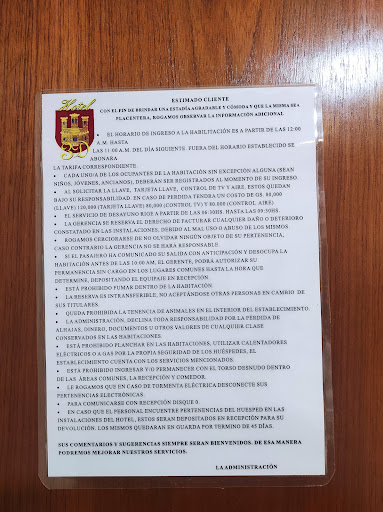 Hotel
ESTIMADO CLIENTE
CON EL FIN DE BRINDAR UNA ESTADÍA AGRADABLE Y CÓMODA Y QUE LA MISMA SEA
PLACENTERA, ROGAMOS OBSERVAR LA INFORMACIÓN ADICIONAL
• EL HORARIO DE INGRESO A LA HABILITACIÓN ES A PARTIR DE LAS 12:00
A.M. HASTA
LAS 11:00 A.M. DEL DÍA SIGUIENTE. FUERA DEL HORARIO ESTABLECIDO SE
ABONARA
LA TARIFA CORRESPONDIENTE
• CADA UNO/A DE LOS OCUPANTES DE LA HABITACIÓN SIN EXCEPCIÓN ALGUNA (SEAN
NIÑOS, JÓVENES, ANCIANOS), DEBERÁN SER REGISTRADOS AL MOMENTO DE SU INGRESO.
• AL SOLICITAR LA LLAVE, TARJETA LLAVE, CONTROL DE TV Y AIRE. ESTOS QUEDAN
BAJO SU RESPONSABILIDAD. EN CASO DE PERDIDA TENDRA UN COSTO DE GS. 80,000
(LLAVE) 120,000 (TARJETA LLAVE) 80,000 (CONTROL TV) Y 80.000 (CONTROL AIRE)
• EL SERVICIO DE DESAYUNO RIGE A PARTIR DE LAS 06:30HS. HASTA LAS 09:30HS.
• LA GERENCIA SE RESERVA EL DERECHO DE FACTURAR CUALQUIER DAÑO O DETERIORO
CONSTATADO EN LAS INSTALACIONES, DEBIDO AL MAL USO O ABUSO DE LOS MISMOS
• ROGAMOS CERCIORARSE DE NO OLVIDAR NINGÚN OBJETO DE SU PERTENENCIA,
CASO CONTRARIO LA GERENCIA NO SE HARÁ RESPONSABLE.
• SI EL PASAJERO HA COMUNICADO SU SALIDA CON ANTICIPACIÓN Y DESOCUPA LA
HABITACIÓN ANTES DE LAS 10:00 AM, EL GERENTE, PODRÁ AUTORIZAR SU
PERMANENCIA SIN CARGO EN LOS LUGARES COMUNES HASTA LA HORA QUE
DETERMINE, DEPOSITANDO EL EQUIPAJE EN RECEPCIÓN.
• ESTÁ PROHIBIDO FUMAR DENTRO DE LA HABITACIÓN.
• LA RESERVA ES INTRANSFERIBLE, NO ACEPTÁNDOSE OTRAS PERSONAS EN CAMBIO DE
SUS TITULARES.
• QUEDA PROHIBIDA LA TENENCIA DE ANIMALES EN EL INTERIOR DEL ESTABLECIMIENTO.
• LA ADMINISTRACIÓN, DECLINA TODA RESPONSABILIDAD POR LA PÉRDIDA DE
ALHAJAS, DINERO, DOCUMENTOS U OTROS VALORES DE CUALQUIER CLASE
CONSERVADOS EN LAS HABITACIONES
• ESTÁ PROHIBIDO PLANCHAR EN LAS HABITACIONES, UTILIZAR CALENTADORES
ELÉCTRICOS O A GAS POR LA PROPIA SEGURIDAD DE LOS HUÉSPEDES, EL
ESTABLECIMIENTO CUENTA CON LOS SERVICIOS MENCIONADOS.
• ESTÁ PROHIBIDO INGRESAR Y/O PERMANECER CON EL TORSO DESNUDO DENTRO
DE LAS ÁREAS COMUNES, LA RECEPCIÓN Y COMEDOR.
• LE ROGAMOS QUE EN CASO DE TORMENTA ELÉCTRICA DESCONECTE SUS
PERTENENCIAS ELECTRÓNICAS
• PARA COMUNICARSE CON RECEPCIÓN DISQUE 0.
• EN CASO QUE EL PERSONAL ENCUENTRE PERTENENCIAS DEL HUESPED EN LAS
INSTALACIONES DEL HOTEL, ESTOS SERAN DEPOSITADOS EN RECEPCIÓN PARA SU
DEVOLUCIÓN. LOS MISMOS QUEDARAN EN GUARDA POR TERMINO DE 45 DÍAS.
SUS COMENTARIOS Y SUGERENCIAS SIEMPRE SERAN BIENVENIDOS. DE ESA MANERA
PODREMOS MEJORAR NUESTROS SERVICIOS.
LA ADMINISTRACIÓN